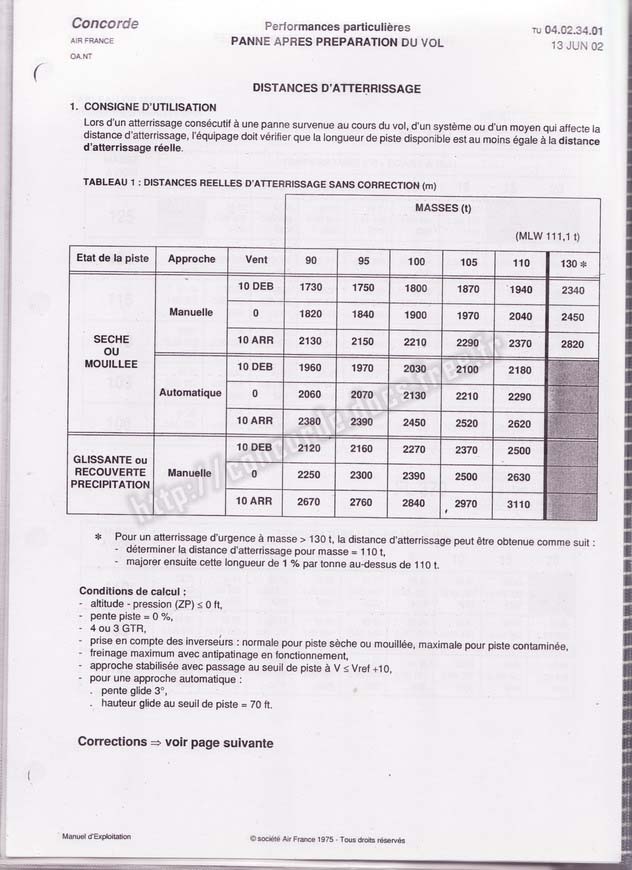 Concorde
AIR FRANCE
OA.NT
Performances particulières
PANNE APRES PREPARATION DU VOL
TU 04.02.34.01
13 JUN 02
DISTANCES D'ATTERRISSAGE
1. CONSIGNE D'UTILISATION
Lors d'un atterrissage consécutif à une panne survenue au cours du vol, d'un système ou d'un moyen qui affecte la
distance d'atterrissage, l'équipage doit vérifier que la longueur de piste disponible est au moins égale à la distance
d'atterrissage réelle.
TABLEAU 1 : DISTANCES REELLES D'ATTERRISSAGE SANS CORRECTION (m)
MASSES (t)
(MLW 111,1 t)
Etat de la piste Approche Vent 90 95 100 105 110 130 *
SECHE
OU
MOUILLEE
Manuelle
10 DEB 1730 1750 1800 1870 1940 2340
0 1820 1840 1900 1970 2040 2450
10 ARR 2130 2150 2210 2290 2370 2820
Automatique
10 DEB 1960 1970 2030 2100 2180
0 2060 2070 2130 2210 2290
10 ARR 2380 2390 2450 2520 2620
GLISSANTE ou
RECOUVERTE
PRECIPITATION
Manuelle
10 DEB 2120 2160 2270 2370 2500
0 2250 2300 2390 2500 2630
10 ARR 2670 2760 2840 2970 3110
* Pour un atterrissage d'urgence à masse > 130 t, la distance d'atterrissage peut être obtenue comme suit :
- déterminer la distance d'atterrissage pour masse = 110 t,
- majorer ensuite cette longueur de 1 % par tonne au-dessus de 110 t.
Conditions de calcul :
- altitude - pression (ZP) ≤ 0 ft,
- pente piste = 0 %,
- 4 ou 3 GTR,
- prise en compte des inverseurs : normale pour piste sèche ou mouillée, maximale pour piste contaminée,
- freinage maximum avec antipatinage en fonctionnement,
- approche stabilisée avec passage au seuil de piste à V ≤ Vref +10,
- pour une approche automatique :
. pente glide 3°,
. hauteur glide au seuil de piste = 70 ft.
Corrections ⇒ voir page suivante
Manuel d'Exploitation
© société Air France 1975 - Tous droits réservés